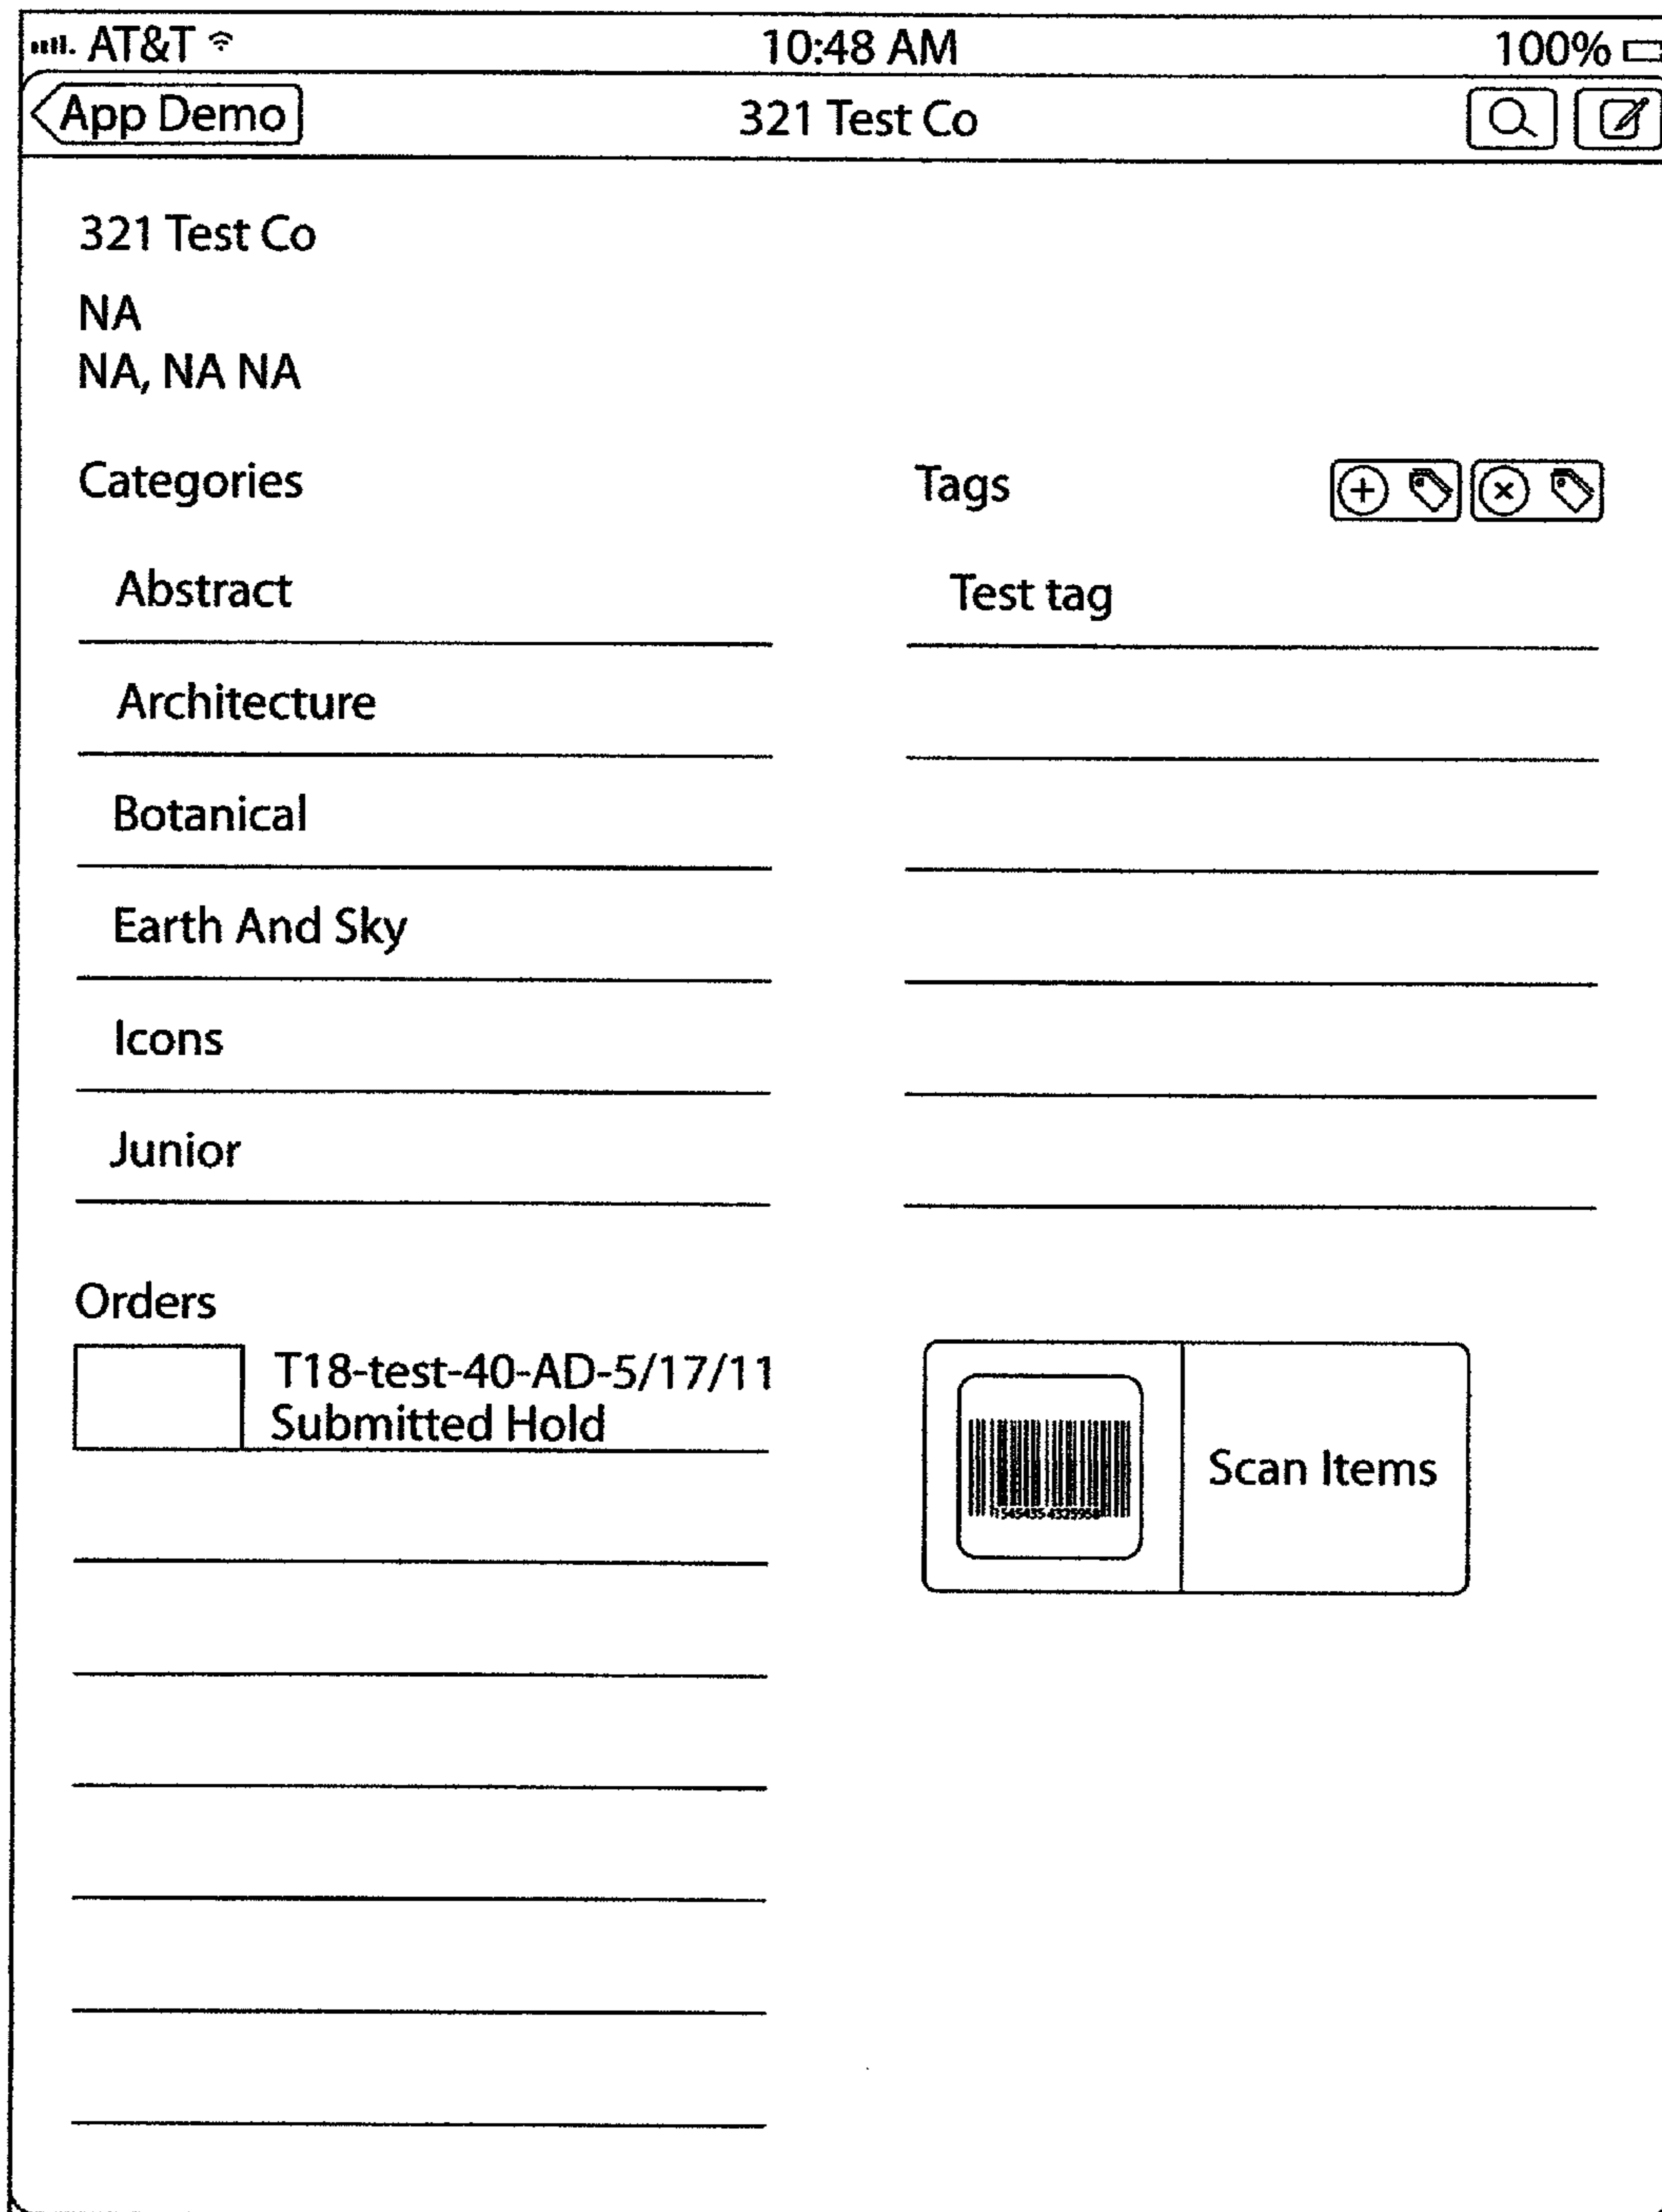 AT&T 10:48 AM 100%
App Demo 321 Test Co
321 Test Co
NA
NA, NA NA
Categories
Abstract
Architecture
Botanical
Earth And Sky
Icons
Junior
Tags
Test tag
Orders
T18-test-40-AD-5/17/11
Submitted Hold
Scan Items